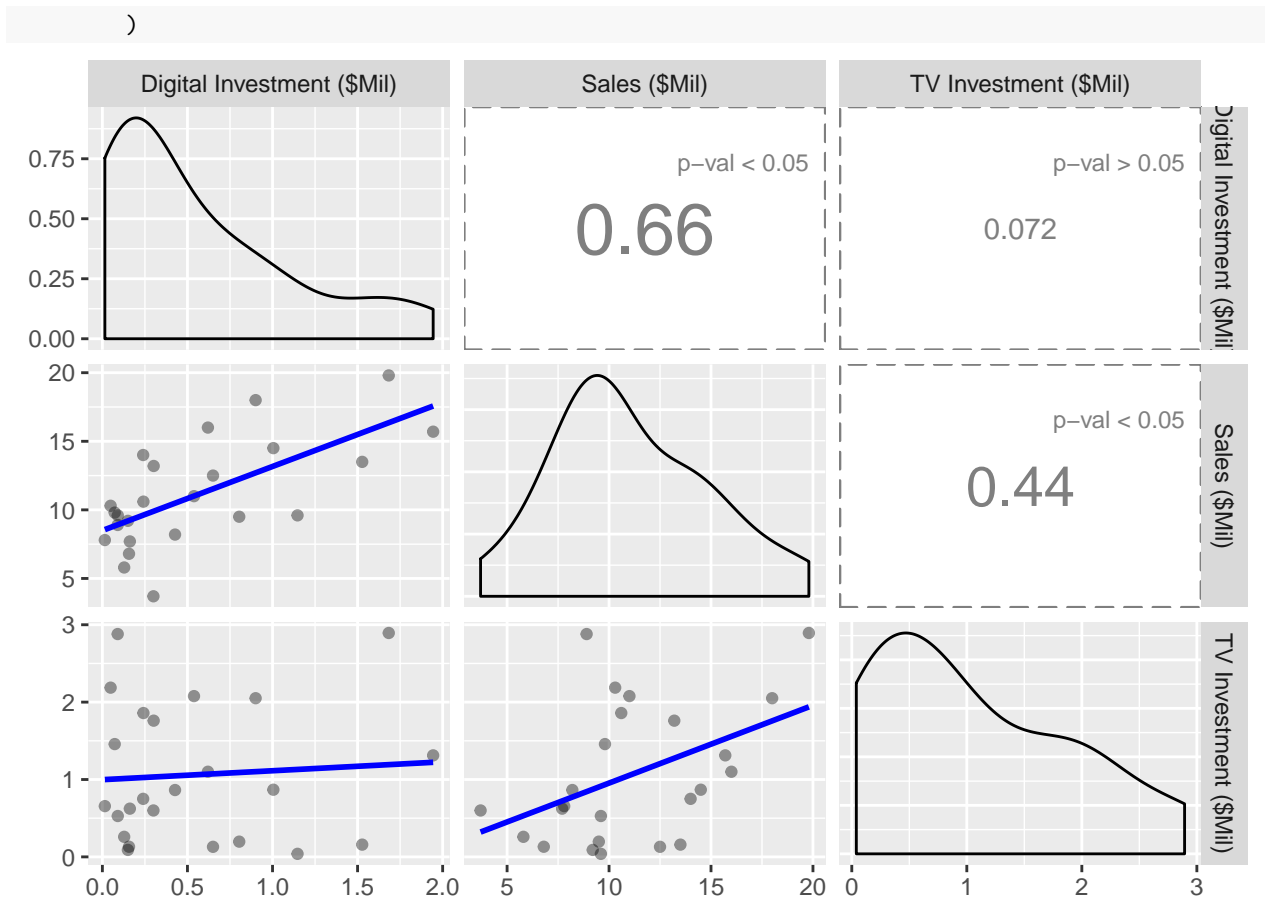 )
Digital Investment ($Mil) Sales ($Mil) TV Investment ($Mil)
0.75
0.50
0.25
0.00
p−val < 0.05
0.66
p−val > 0.05
0.072
Digital Investment ($Mil
20
15
10
5
p−val < 0.05
0.44
Sales ($Mil)
3
2
1
0
TV Investment ($Mil)
0.0 0.5 1.0 1.5 2.0 5 10 15 20 0 1 2 3